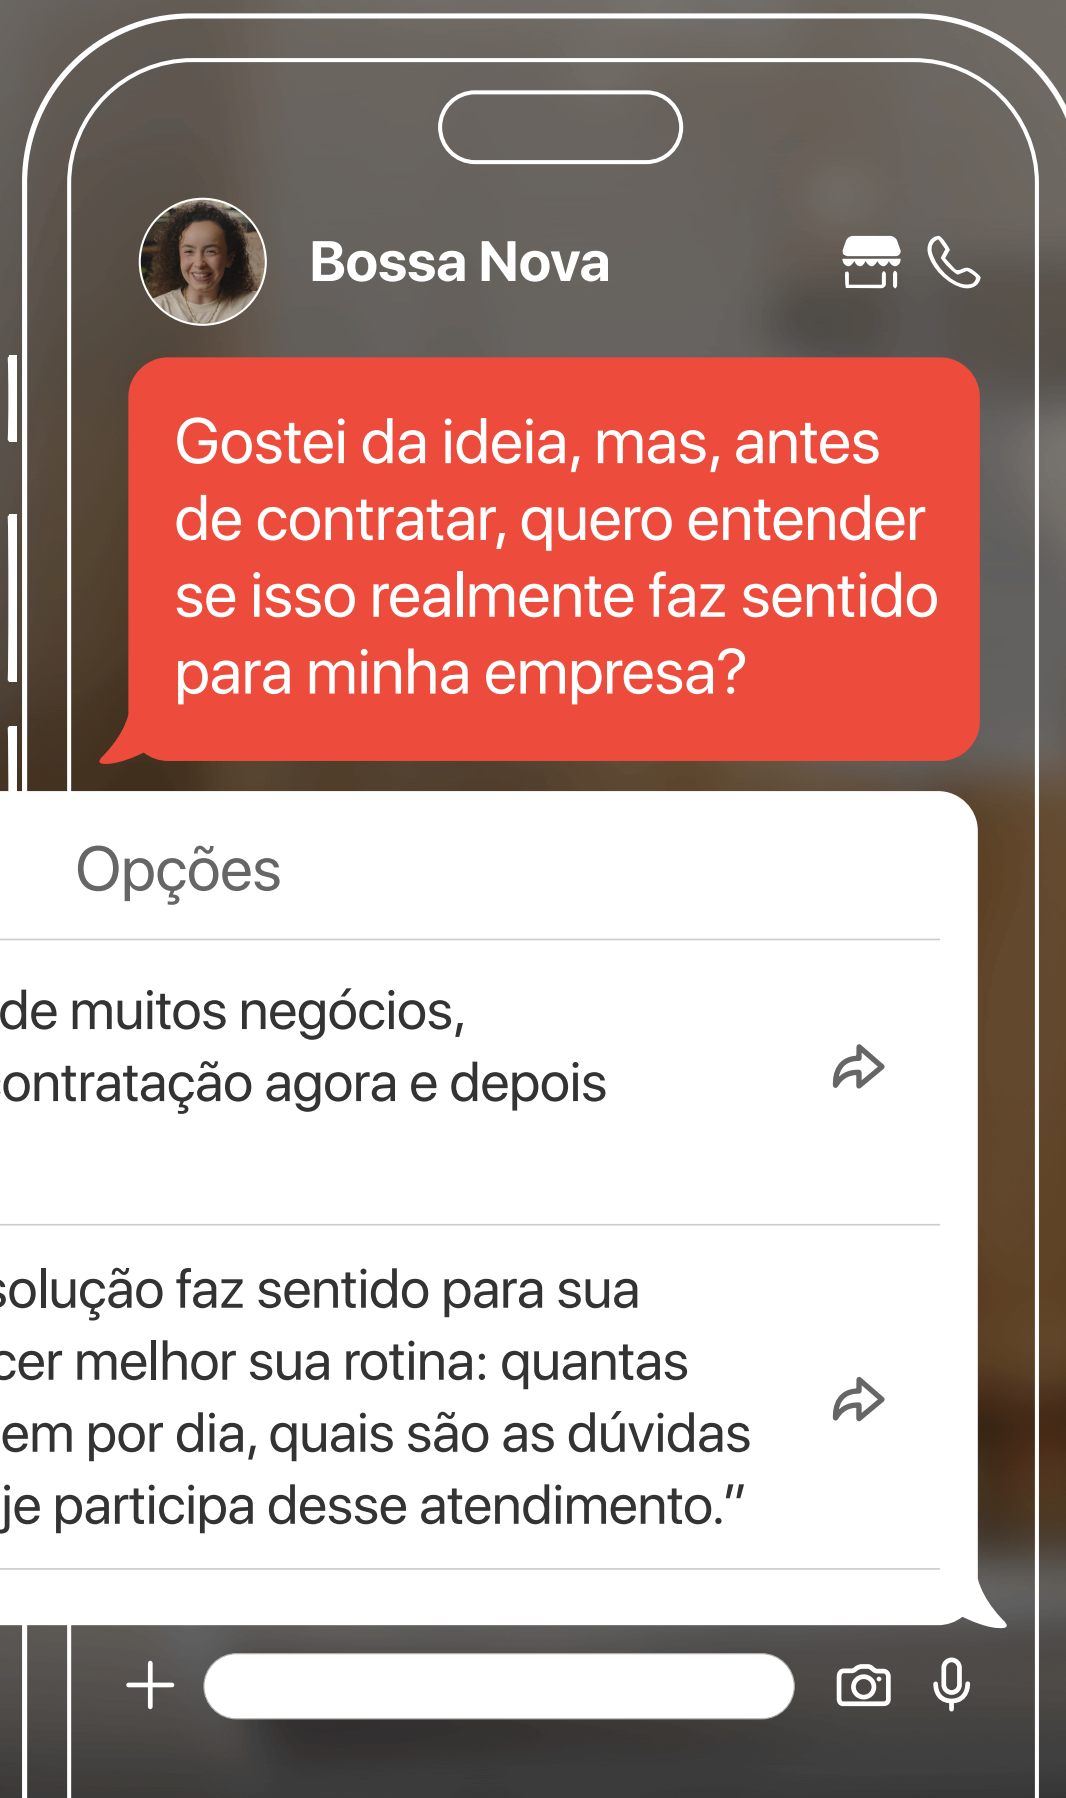 Bossa Nova
Gostei da ideia, mas, antes
de contratar, quero entender
se isso realmente faz sentido
para minha empresa?
Opções
de muitos negócios,
contratação agora e depois
solução faz sentido para sua
melhor sua rotina: quantas
em por dia, quais são as dúvidas
je participa desse atendimento."